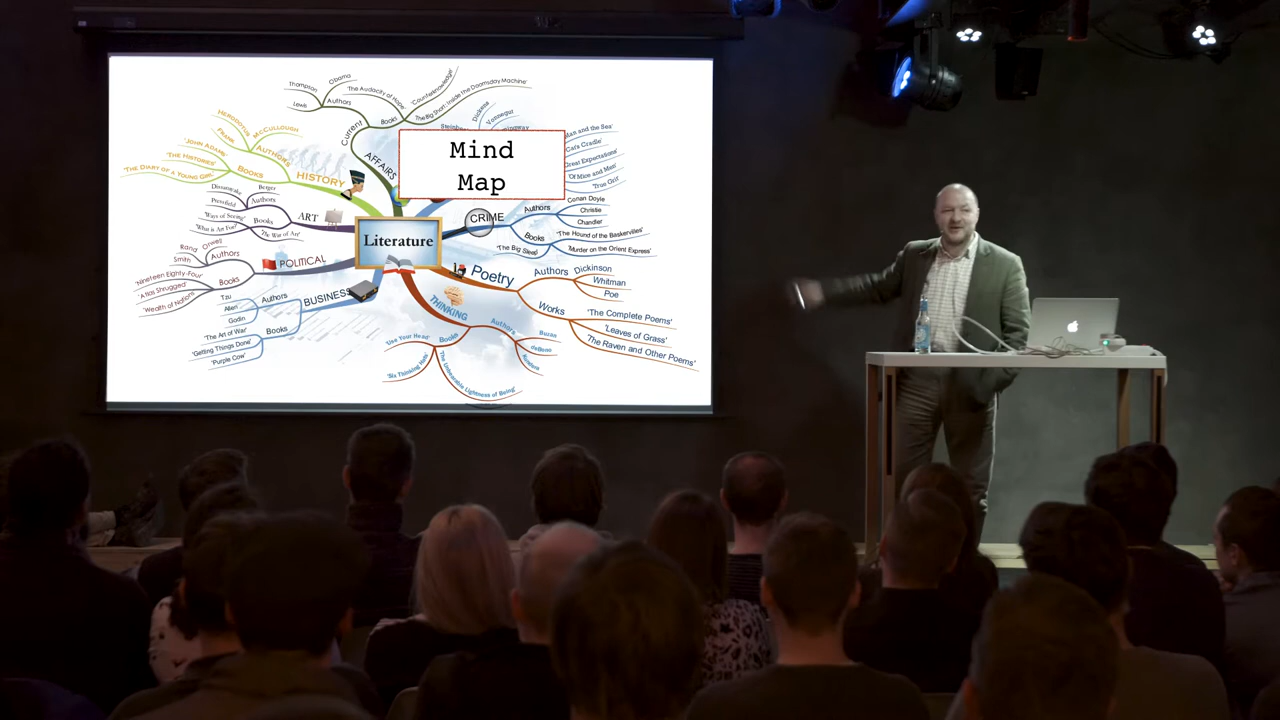 Thompson
Obama
Lewis
Authors
'The Audacity of Hope'
'Counterknowledge'
'The Big Short: Inside the Doomsday Machine'
Books
Current
AFFAIRS
Dickens
Vonnegut
Mind
Map
HERODOTUS
McCULLOUGH
FRANK
AUTHORS
'JOHN ADAMS'
'THE HISTORIES'
'THE DIARY OF A YOUNG GIRL'
BOOKS
HISTORY
Cat's Cradle'
Great Expectations'
'Of Mice and Men'
'True Grit'
Berger
Pressfield
Authors
'Ways of Seeing'
'What is Art For?'
'The War of Art'
Books
ART
Literature
CRIME
Authors
Conan Doyle
Christie
Chandler
Books
'The Hound of the Baskervilles'
'The Big Sleep'
'Murder on the Orient Express'
Rand
Orwell
Smith
Authors
'Nineteen Eighty-Four'
'Atlas Shrugged'
'Wealth of Nations'
Books
POLITICAL
Poetry
Authors
Dickinson
Whitman
Poe
Works
'The Complete Poems'
'Leaves of Grass'
'The Raven and Other Poems'
Tzu
Allen
Godin
Authors
'The Art of War'
'Getting Things Done'
'Purple Cow'
Books
BUSINESS
THINKING
'Use Your Head'
Books
'Six Thinking Hats'
'The Unbearable Lightness of Being'
Authors
Buzan
deBono
Kundera